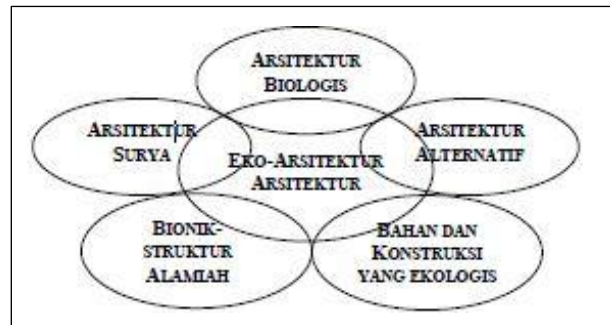 ARSITEKTUR
BIOLOGIS
ARSITEKTUR
SURYA
ARSITEKTUR
ALTERNATIF
EKO-ARSITEKTUR
ARSITEKTUR
BIONIK-
STRUKTUR
ALAMIAH
BAHAN DAN
KONSTRUKSI
YANG EKOLOGIS